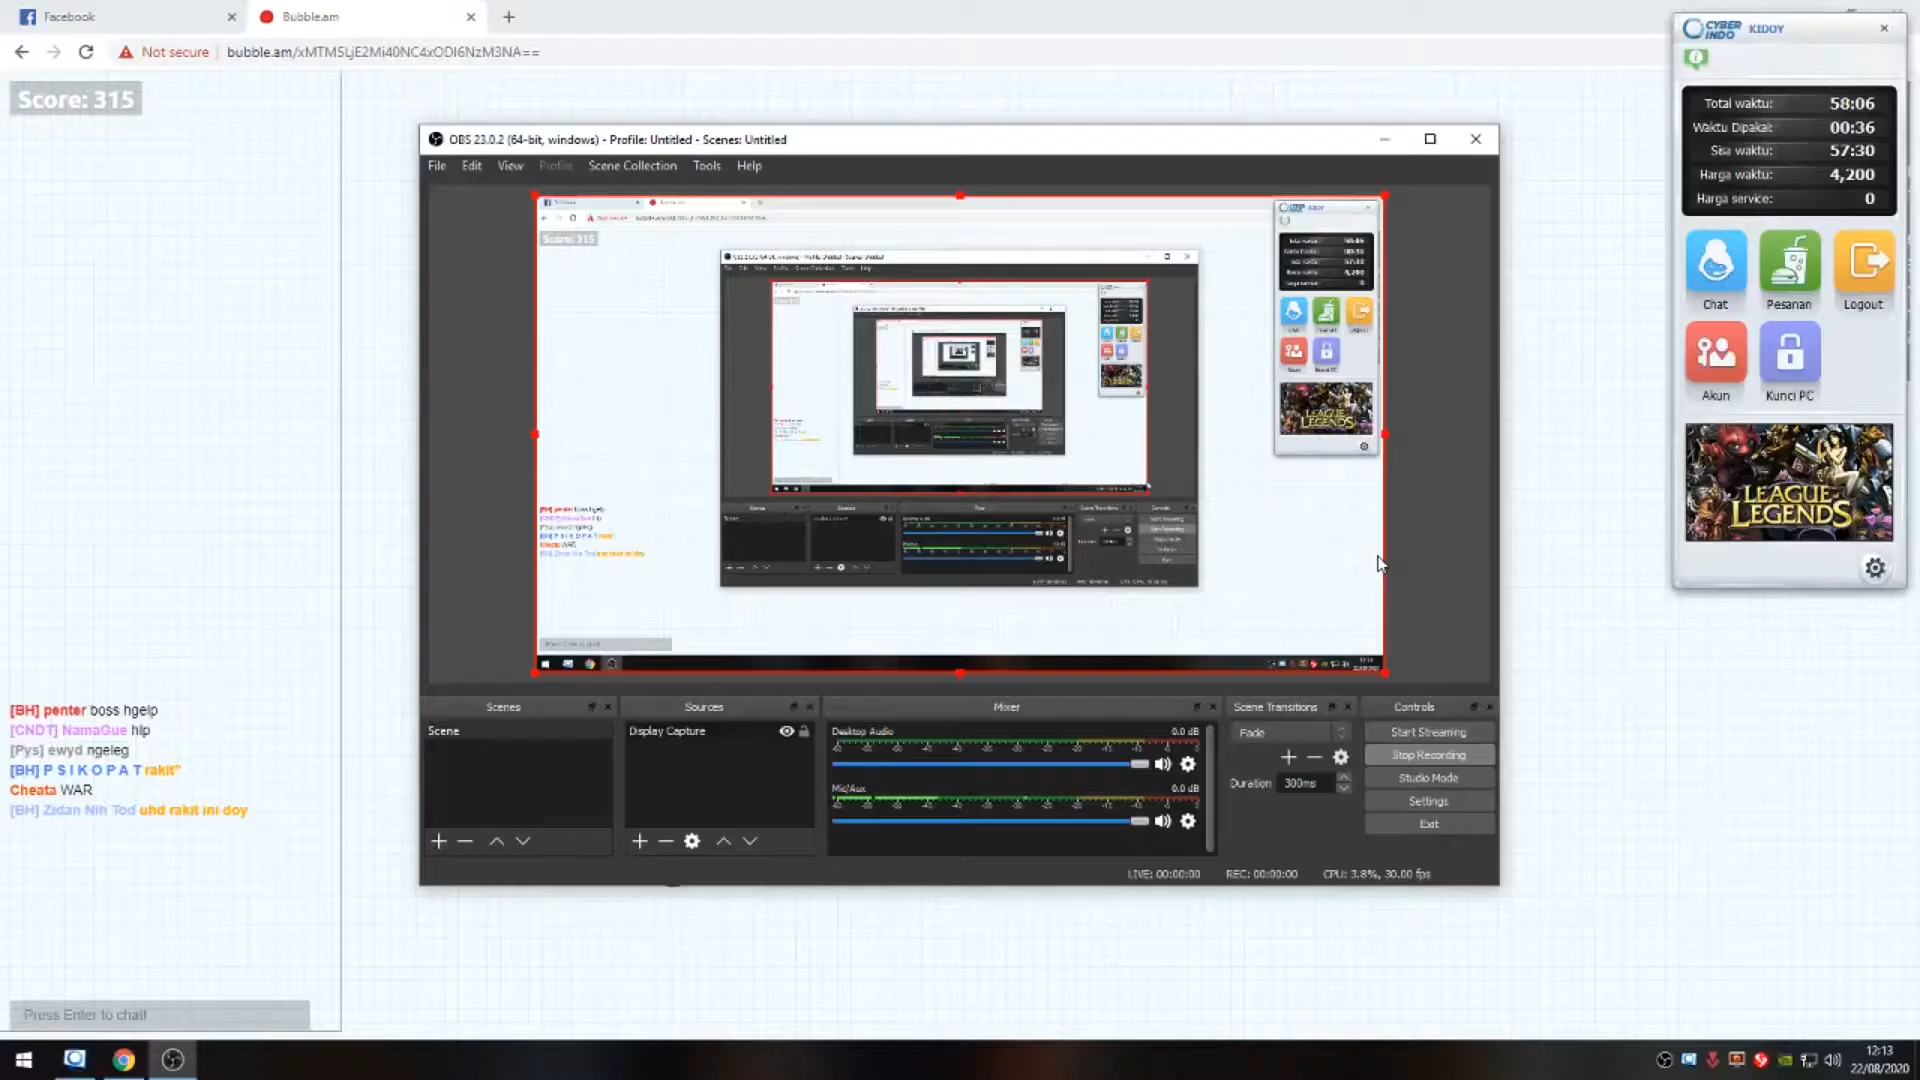 Facebook
Bubble.am
Not secure
bubble.am/xMTM5LjE2Mi40NC4xODI6NzM3NA==
Score: 315
CYBER INDO KIDOY
Total waktu: 58:06
Waktu Dipakai: 00:36
Sisa waktu: 57:30
Harga waktu: 4,200
Harga service: 0
Chat
Pesanan
Logout
Akun
Kunci PC
LEAGUE of LEGENDS
OBS 23.0.2 (64-bit, windows) - Profile: Untitled - Scenes: Untitled
File Edit View Profile Scene Collection Tools Help
Score: 315
LEAGUE of LEGENDS
[BH] penter boss hgelp
[CNDT] NamaGue hlp
[Pys] ewyd ngeleg
[BH] P S I K O P A T rakit"
Cheata WAR
[BH] Zidan Nih Tod uhd rakit ini doy
Press Enter to chat!
Scenes
Scene
Sources
Display Capture
Mixer
Desktop Audio 0.0 dB
Mic/Aux 0.0 dB
Scene Transitions
Fade
Duration 300ms
Controls
Start Streaming
Stop Recording
Studio Mode
Settings
Exit
LIVE: 00:00:00 REC: 00:00:00 CPU: 3.8%, 30.00 fps
12:13
22/08/2020